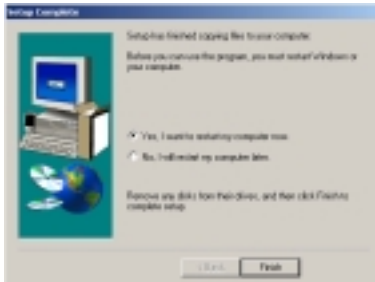 Setup Complete
Setup has finished copying files to your computer.
Before you can use the program, you must restart Windows or
your computer.
Yes, I want to restart my computer now.
No, I will restart my computer later.
Remove any disks from their drives, and then click Finish to
complete setup.
< Back
Finish